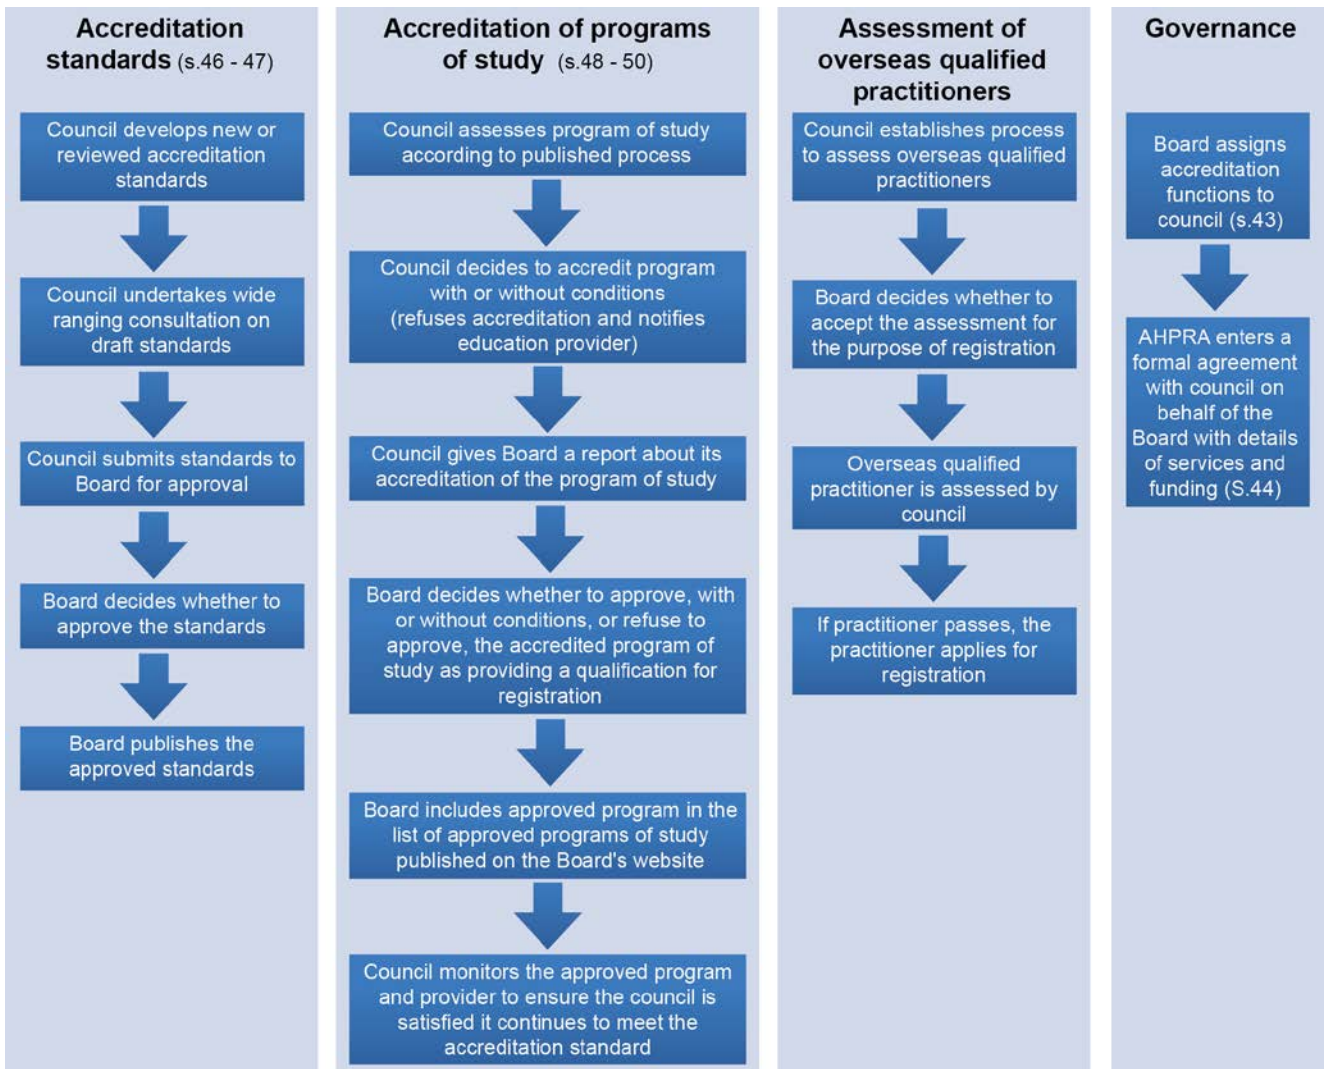 Accreditation
standards (s.46 - 47)
Council develops new or
reviewed accreditation
standards
Council undertakes wide
ranging consultation on
draft standards
Council submits standards to
Board for approval
Board decides whether to
approve the standards
Board publishes the
approved standards
Accreditation of programs
of study (s.48 - 50)
Council assesses program of study
according to published process
Council decides to accredit program
with or without conditions
(refuses accreditation and notifies
education provider)
Council gives Board a report about its
accreditation of the program of study
Board decides whether to approve, with
or without conditions, or refuse to
approve, the accredited program of
study as providing a qualification for
registration
Board includes approved program in the
list of approved programs of study
published on the Board's website
Council monitors the approved program
and provider to ensure the council is
satisfied it continues to meet the
accreditation standard
Assessment of
overseas qualified
practitioners
Council establishes process
to assess overseas qualified
practitioners
Board decides whether to
accept the assessment for
the purpose of registration
Overseas qualified
practitioner is assessed by
council
If practitioner passes, the
practitioner applies for
registration
Governance
Board assigns
accreditation
functions to
council (s.43)
AHPRA enters a
formal agreement
with council on
behalf of the
Board with details
of services and
funding (S.44)